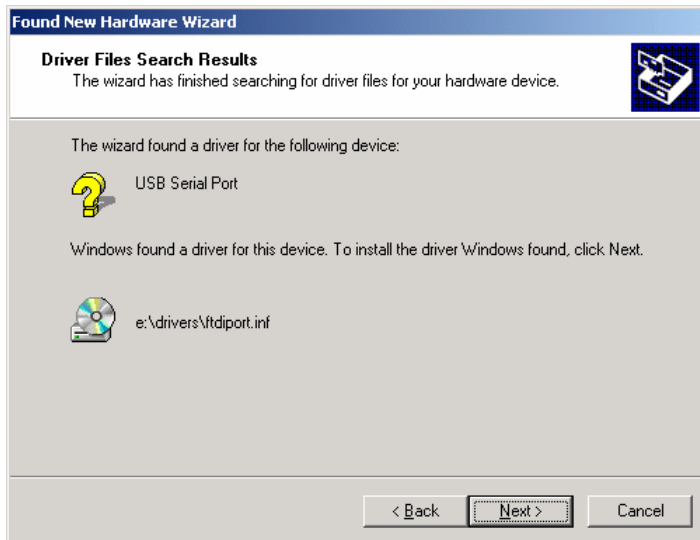 Found New Hardware Wizard
Driver Files Search Results
The wizard has finished searching for driver files for your hardware device.
The wizard found a driver for the following device:
USB Serial Port
Windows found a driver for this device. To install the driver Windows found, click Next.
e:\drivers\ftdiport.inf
< Back Next > Cancel